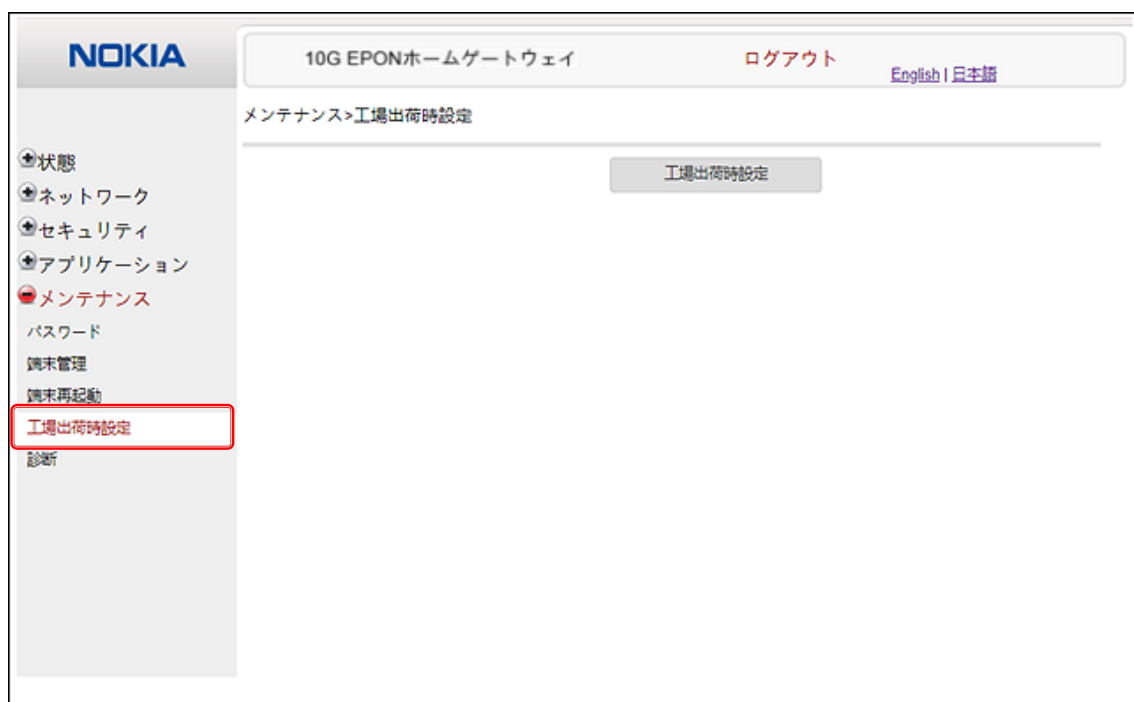 NOKIA
10G EPONホームゲートウェイ
ログアウト
English | 日本語
メンテナンス>工場出荷時設定
工場出荷時設定
状態
ネットワーク
セキュリティ
アプリケーション
メンテナンス
パスワード
端末管理
端末再起動
工場出荷時設定
診断